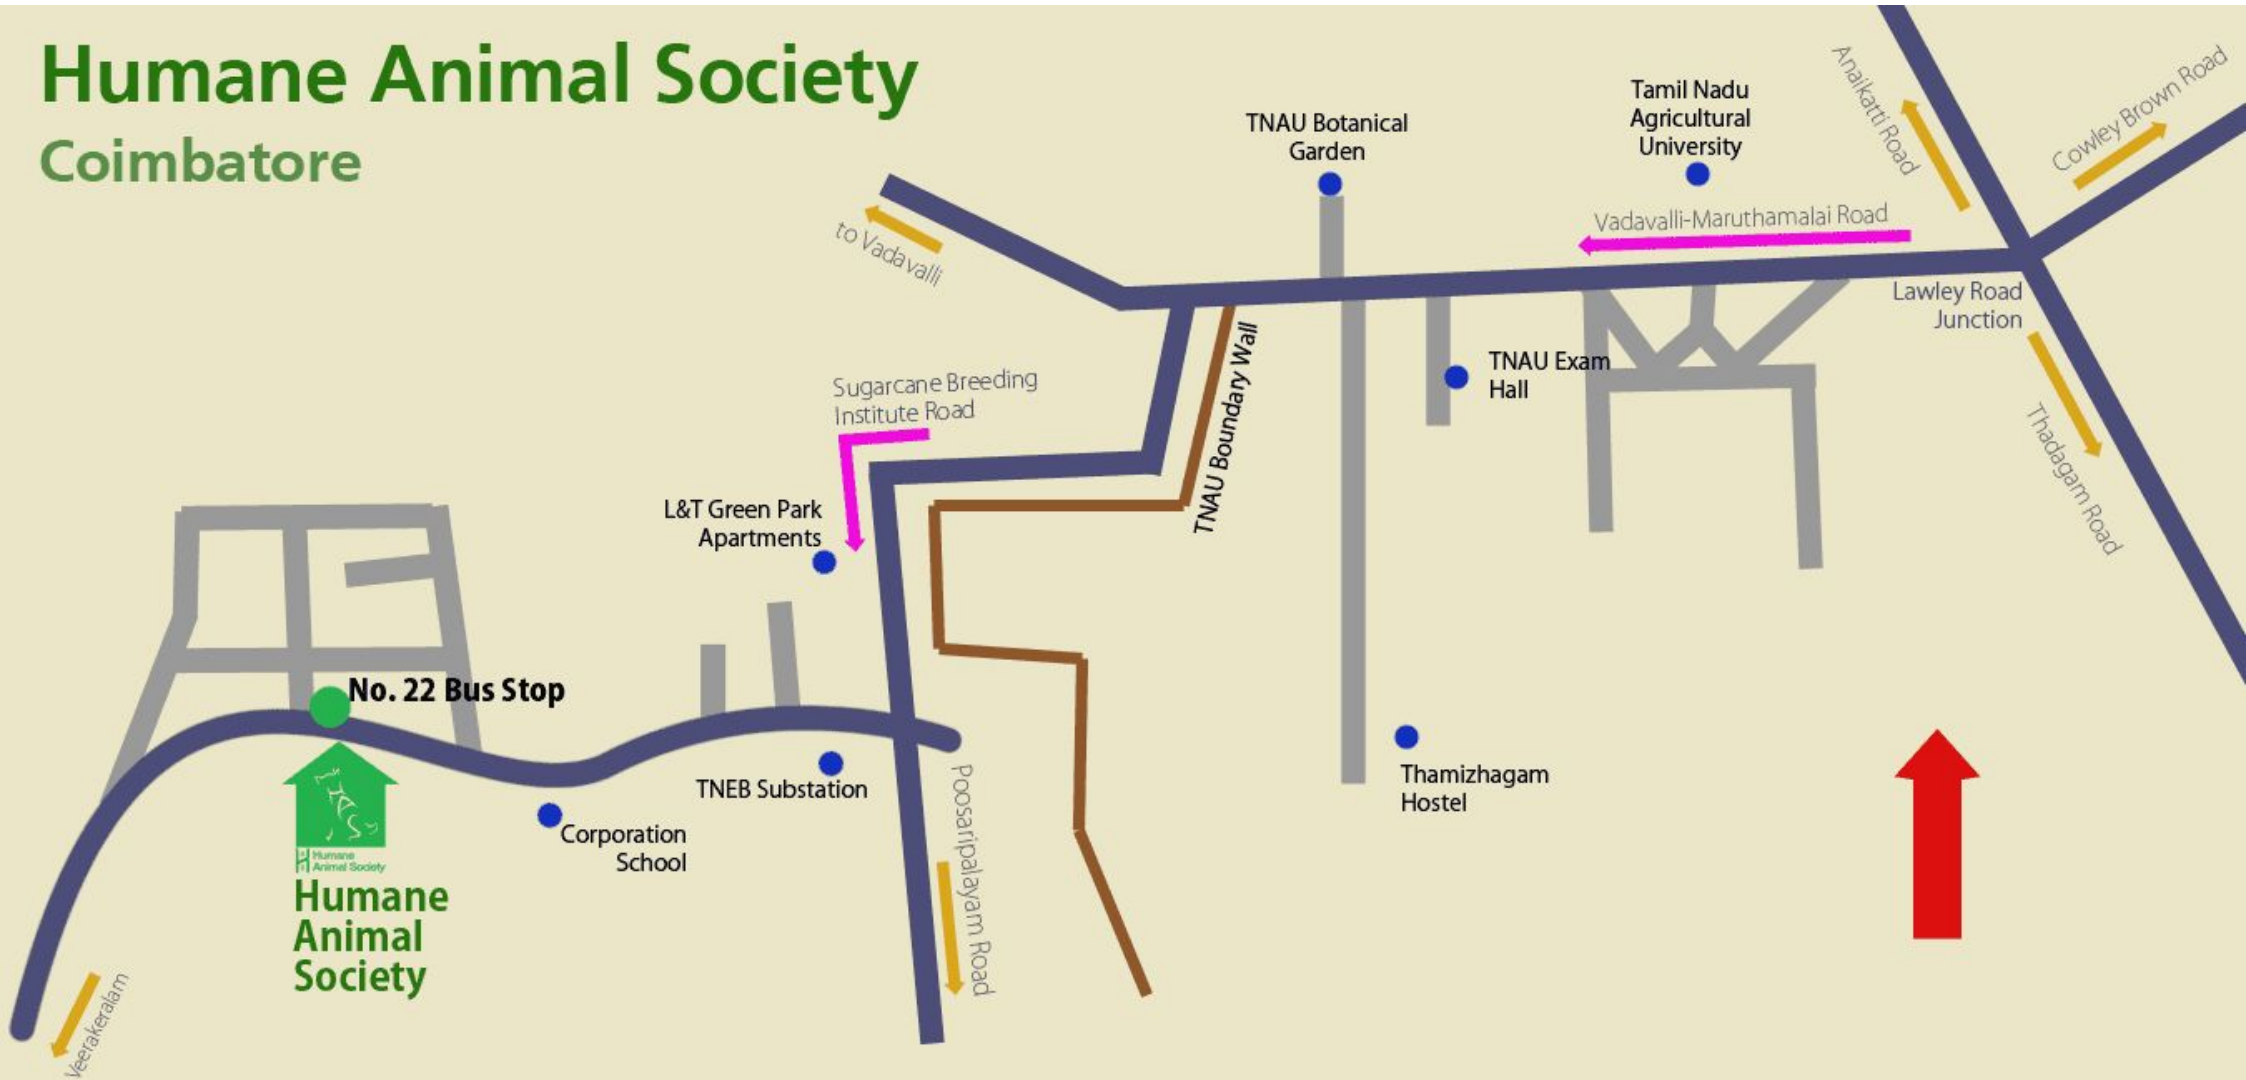 Humane Animal Society
Coimbatore
TNAU Botanical
Garden
Tamil Nadu
Agricultural
University
Anaikatti Road
Cowley Brown Road
to Vadavalli
Vadavalli-Maruthamalai Road
Lawley Road
Junction
TNAU Boundary Wall
TNAU Exam
Hall
Sugarcane Breeding
Institute Road
Thadagam Road
L&T Green Park
Apartments
No. 22 Bus Stop
TNEB Substation
Thamizhagam
Hostel
Corporation
School
Poosaripalayam Road
HAS
Humane
Animal Society
Humane
Animal
Society
Veerakeralam